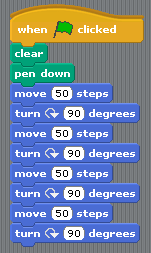 when clicked
clear
pen down
move 50 steps
turn 90 degrees
move 50 steps
turn 90 degrees
move 50 steps
turn 90 degrees
move 50 steps
turn 90 degrees